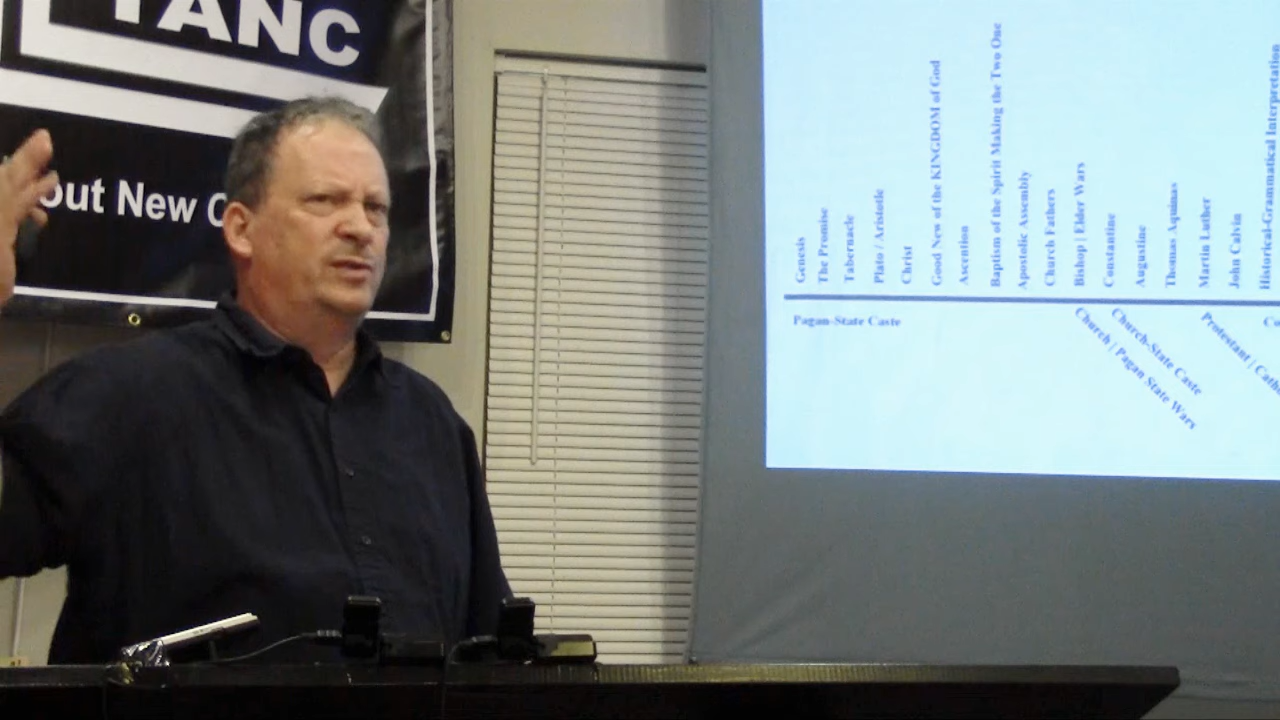 TANC
out New C
Genesis
The Promise
Tabernacle
Plato / Aristotle
Christ
Good New of the KINGDOM of God
Ascention
Baptism of the Spirit Making the Two One
Apostolic Assembly
Church Fathers
Bishop | Elder Wars
Constantine
Augustine
Thomas Aquinas
Martin Luther
John Calvin
Historical-Grammatical Interpretation
Pagan-State Caste
Church | Pagan State Wars
Church-State Caste
Protestant | Catho